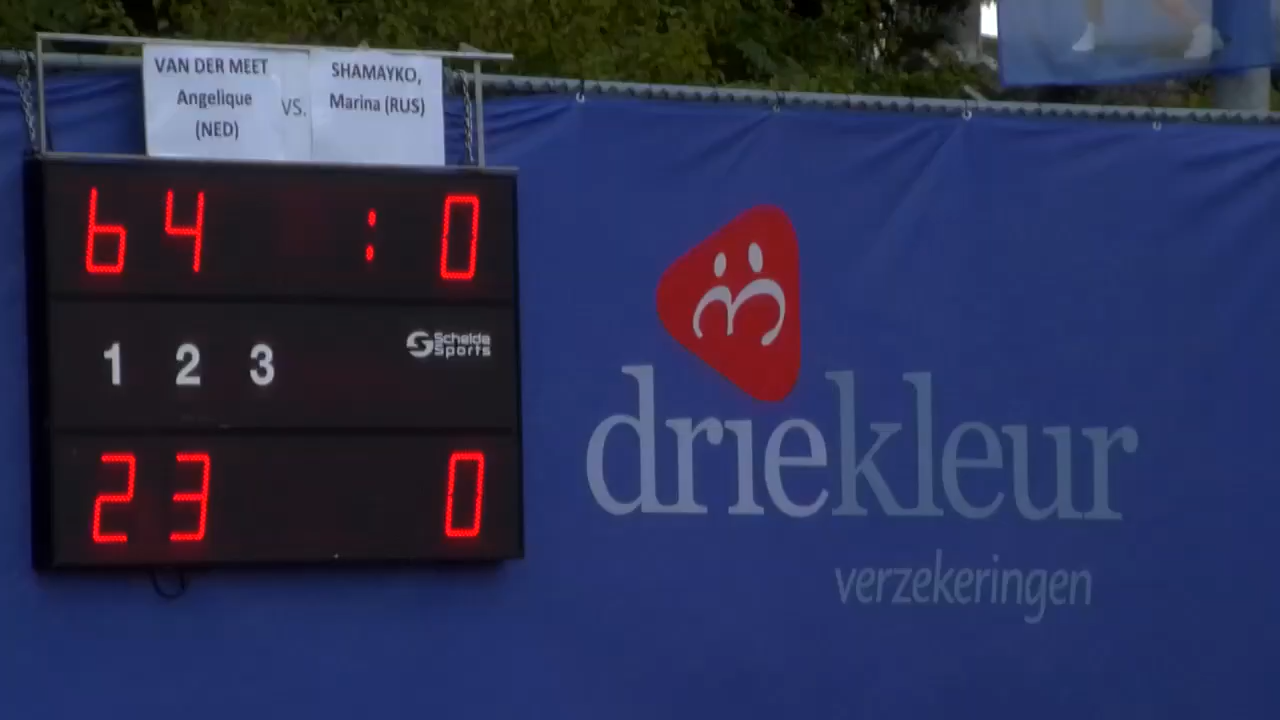 VAN DER MEET
Angelique
(NED)
VS.
SHAMAYKO,
Marina (RUS)
6 4 : 0
1 2 3
Schelde
Sports
2 3 0
driekleur
verzekeringen